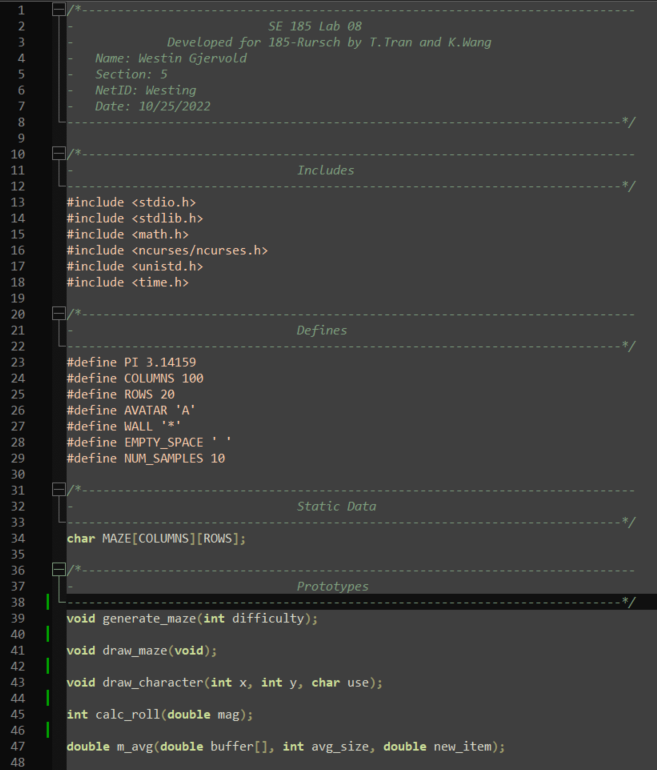 1 /*-----------------------------------------------------------------------------
2 -                           SE 185 Lab 08
3 -             Developed for 185-Rursch by T.Tran and K.Wang
4 -   Name: Westin Gjervold
5 -   Section: 5
6 -   NetID: Westing
7 -   Date: 10/25/2022
8 -----------------------------------------------------------------------------*/
9
10 /*-----------------------------------------------------------------------------
11 -                               Includes
12 -----------------------------------------------------------------------------*/
13 #include <stdio.h>
14 #include <stdlib.h>
15 #include <math.h>
16 #include <ncurses/ncurses.h>
17 #include <unistd.h>
18 #include <time.h>
19
20 /*-----------------------------------------------------------------------------
21 -                               Defines
22 -----------------------------------------------------------------------------*/
23 #define PI 3.14159
24 #define COLUMNS 100
25 #define ROWS 20
26 #define AVATAR 'A'
27 #define WALL '*'
28 #define EMPTY_SPACE ' '
29 #define NUM_SAMPLES 10
30
31 /*-----------------------------------------------------------------------------
32 -                               Static Data
33 -----------------------------------------------------------------------------*/
34 char MAZE[COLUMNS][ROWS];
35
36 /*-----------------------------------------------------------------------------
37 -                               Prototypes
38 -----------------------------------------------------------------------------*/
39 void generate_maze(int difficulty);
40
41 void draw_maze(void);
42
43 void draw_character(int x, int y, char use);
44
45 int calc_roll(double mag);
46
47 double m_avg(double buffer[], int avg_size, double new_item);
48